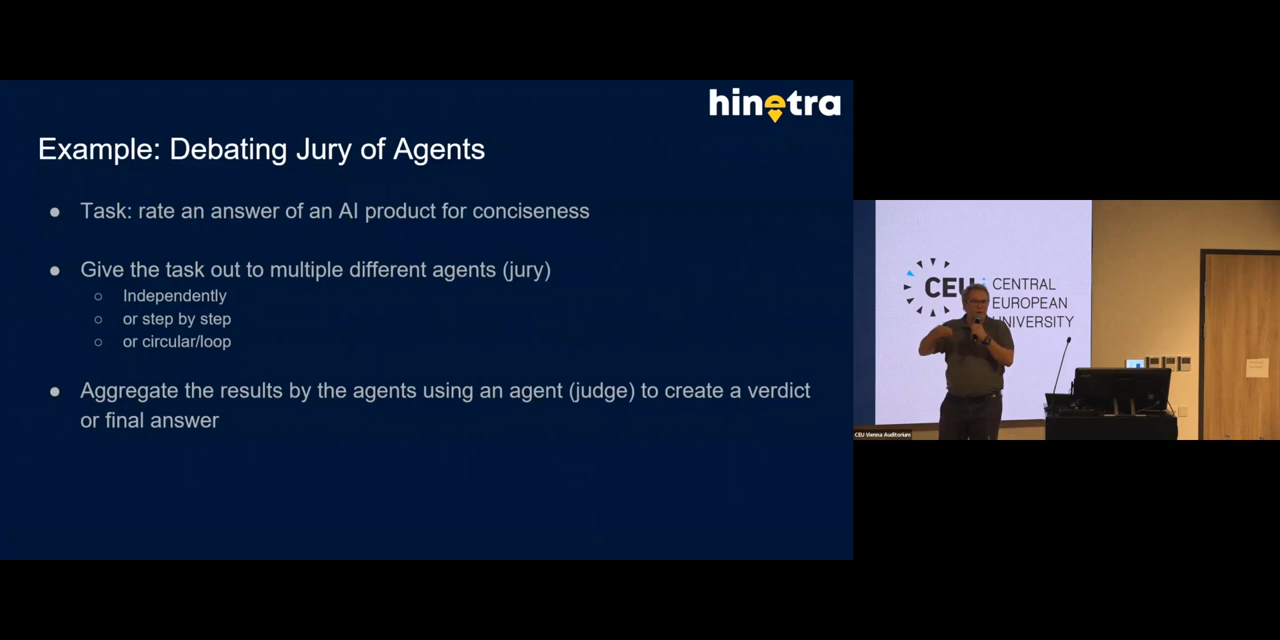 hinetra
Example: Debating Jury of Agents
● Task: rate an answer of an AI product for conciseness
● Give the task out to multiple different agents (jury)
○ Independently
○ or step by step
○ or circular/loop
● Aggregate the results by the agents using an agent (judge) to create a verdict
or final answer
CEU
CENTRAL
EUROPEAN
UNIVERSITY
CEU Vienna Auditorium